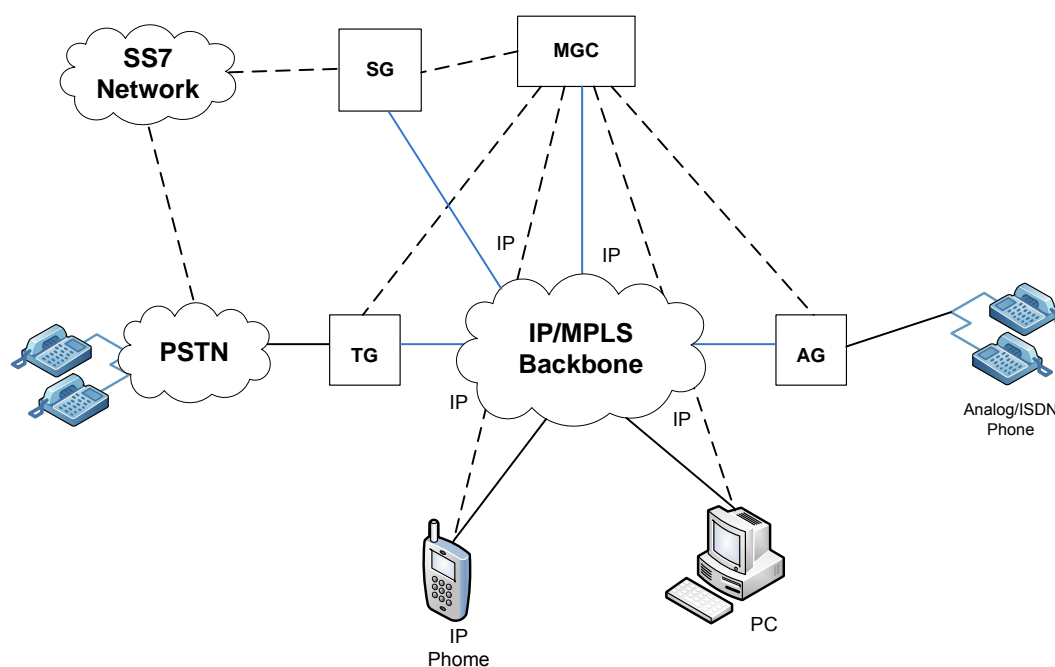 SS7
Network
SG
MGC
IP
IP
PSTN
TG
IP/MPLS
Backbone
AG
IP
IP
Analog/ISDN
Phone
IP
Phome
PC